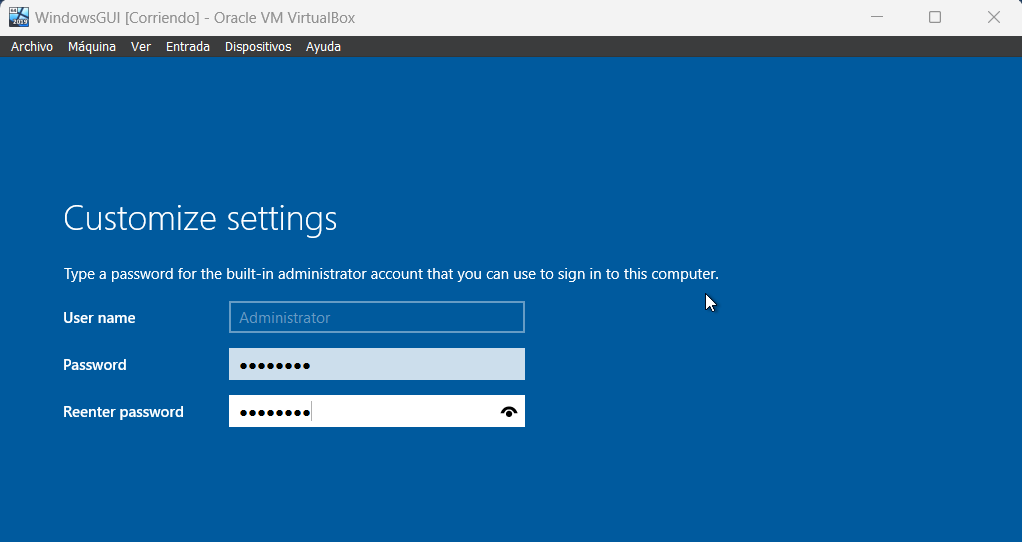 WindowsGUI [Corriendo] - Oracle VM VirtualBox
Archivo Máquina Ver Entrada Dispositivos Ayuda
Customize settings
Type a password for the built-in administrator account that you can use to sign in to this computer.
User name Administrator
Password ●●●●●●●●
Reenter password ●●●●●●●●